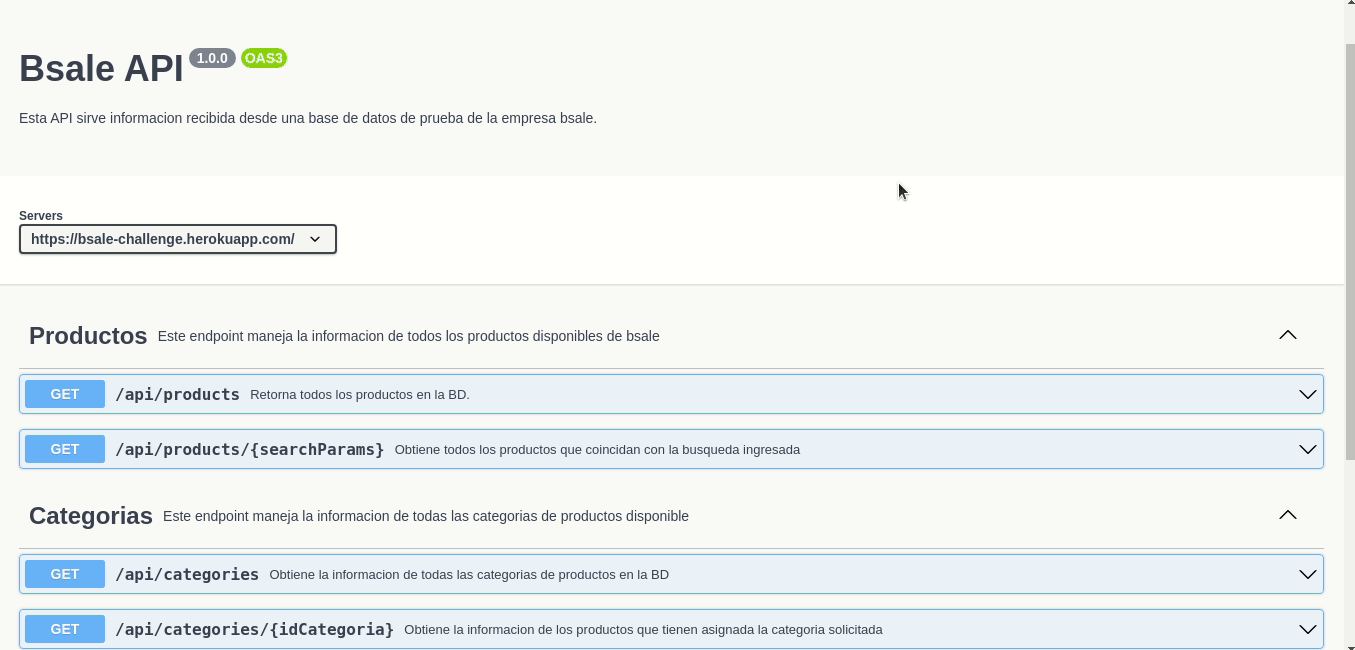 Bsale API 1.0.0 OAS3
Esta API sirve informacion recibida desde una base de datos de prueba de la empresa bsale.
Servers
https://bsale-challenge.herokuapp.com/
Productos Este endpoint maneja la informacion de todos los productos disponibles de bsale
GET /api/products Retorna todos los productos en la BD.
GET /api/products/{searchParams} Obtiene todos los productos que coincidan con la busqueda ingresada
Categorias Este endpoint maneja la informacion de todas las categorias de productos disponible
GET /api/categories Obtiene la informacion de todas las categorias de productos en la BD
GET /api/categories/{idCategoria} Obtiene la informacion de los productos que tienen asignada la categoria solicitada